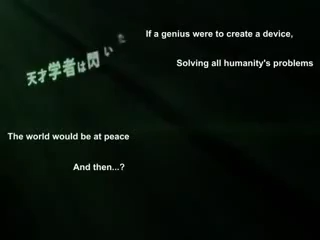 If a genius were to create a device,
天才学者は閃いた
Solving all humanity's problems
The world would be at peace
And then...?